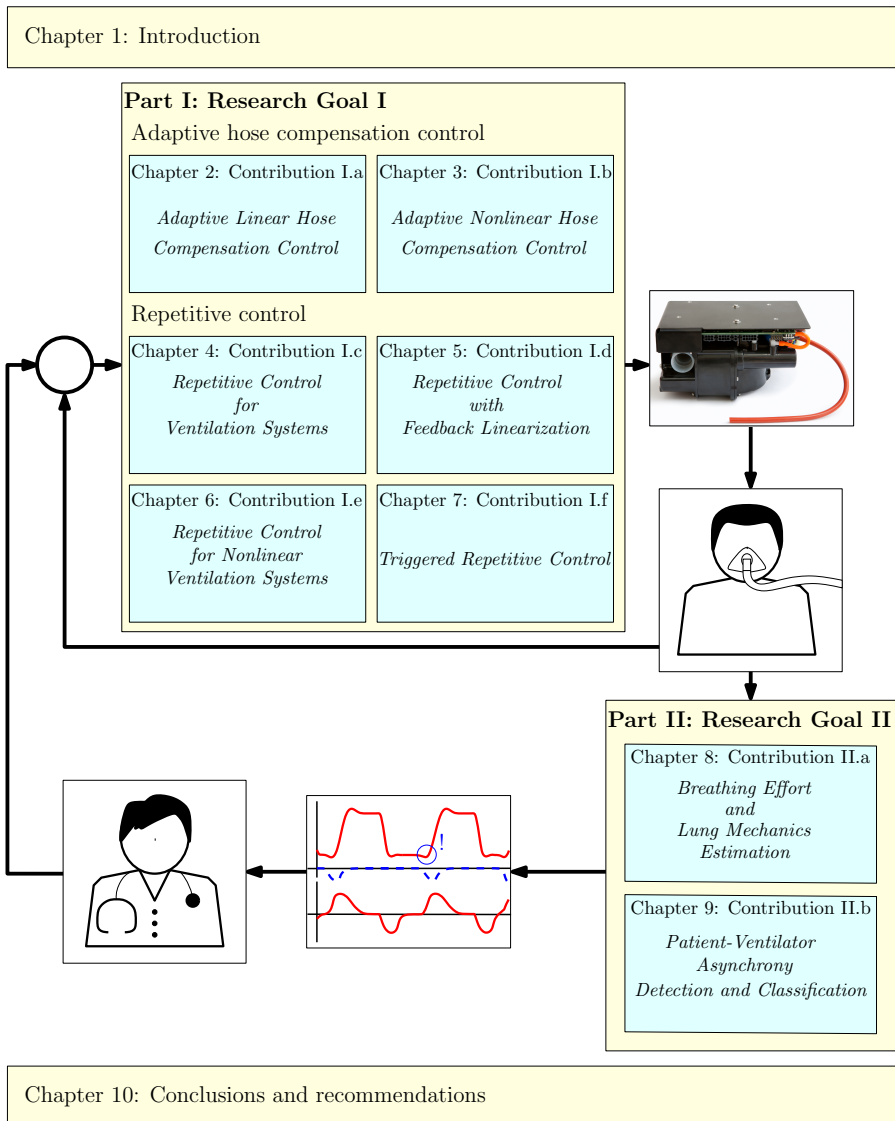 Chapter 1: Introduction
Part I: Research Goal I
Adaptive hose compensation control
Chapter 2: Contribution I.a
Adaptive Linear Hose
Compensation Control
Chapter 3: Contribution I.b
Adaptive Nonlinear Hose
Compensation Control
Repetitive control
Chapter 4: Contribution I.c
Repetitive Control
for
Ventilation Systems
Chapter 5: Contribution I.d
Repetitive Control
with
Feedback Linearization
Chapter 6: Contribution I.e
Repetitive Control
for Nonlinear
Ventilation Systems
Chapter 7: Contribution I.f
Triggered Repetitive Control
Part II: Research Goal II
Chapter 8: Contribution II.a
Breathing Effort
and
Lung Mechanics
Estimation
Chapter 9: Contribution II.b
Patient-Ventilator
Asynchrony
Detection and Classification
!
Chapter 10: Conclusions and recommendations